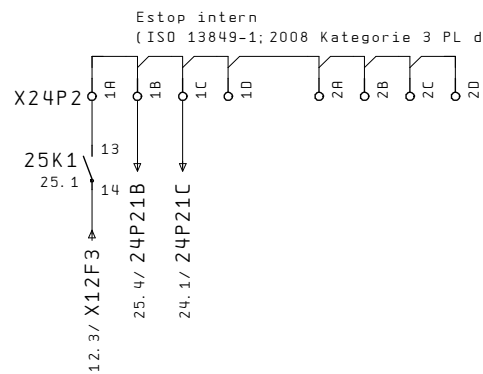 Estop intern
(ISO 13849-1;2008 Kategorie 3 PL d
X24P2 1A 1B 1C 1D 2A 2B 2C 2D
25K1 13
25.1 14
12.3/ X12F3
25.4/ 24P21B
24.1/ 24P21C